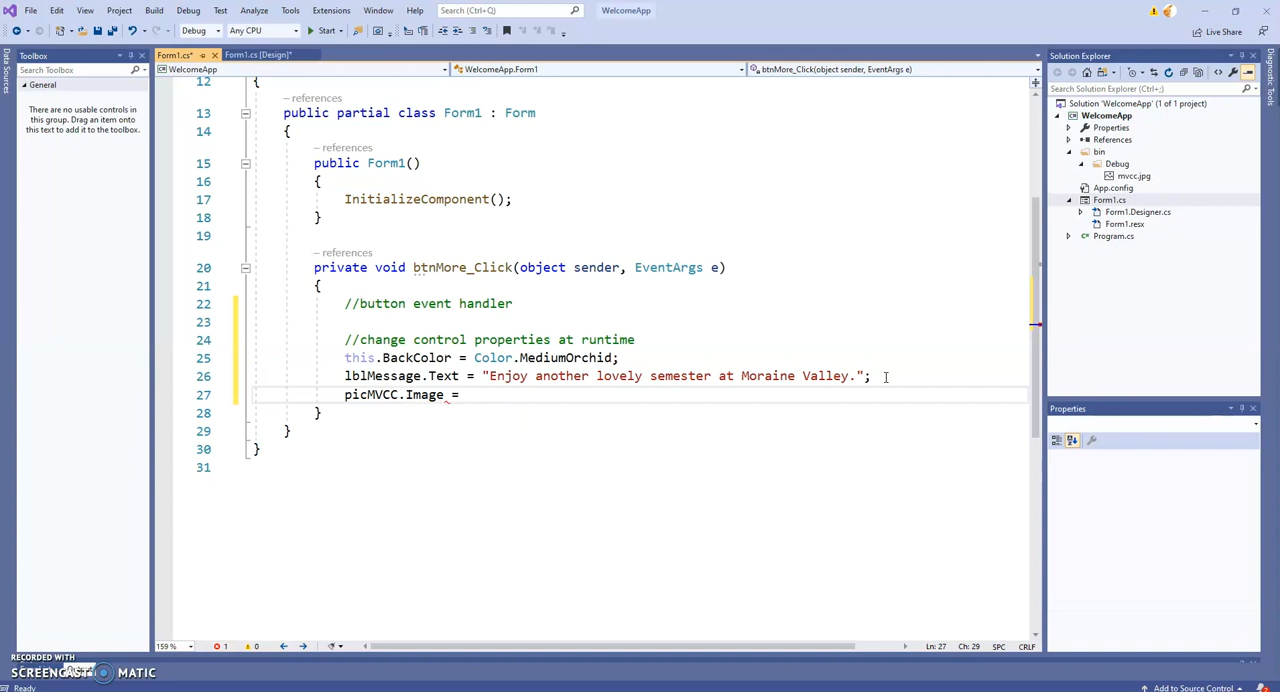 File Edit View Project Build Debug Test Analyze Tools Extensions Window Help Search (Ctrl+Q) WelcomeApp
Debug Any CPU Start Live Share
Data Sources
Toolbox
Search Toolbox
General
There are no usable controls in
this group. Drag an item onto
this text to add it to the toolbox.
Form1.cs* Form1.cs [Design]*
WelcomeApp WelcomeApp.Form1 btnMore_Click(object sender, EventArgs e)
12 {
– references
13 public partial class Form1 : Form
14 {
– references
15 public Form1()
16 {
17 InitializeComponent();
18 }
19
– references
20 private void btnMore_Click(object sender, EventArgs e)
21 {
22 //button event handler
23
24 //change control properties at runtime
25 this.BackColor = Color.MediumOrchid;
26 lblMessage.Text = "Enjoy another lovely semester at Moraine Valley.";
27 picMVCC.Image =
28 }
29 }
30 }
31
159 % 1 0 Ln: 27 Ch: 29 SPC CRLF
Solution Explorer
Search Solution Explorer (Ctrl+;)
Solution 'WelcomeApp' (1 of 1 project)
WelcomeApp
Properties
References
bin
Debug
mvcc.jpg
App.config
Form1.cs
Form1.Designer.cs
Form1.resx
Program.cs
Properties
Diagnostic Tools
RECORDED WITH
SCREENCAST MATIC
Ready Add to Source Control